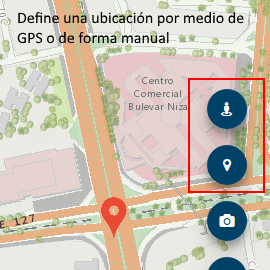 Define una ubicación por medio de
GPS o de forma manual
Centro
Comercial
Bulevar Niza
E 127